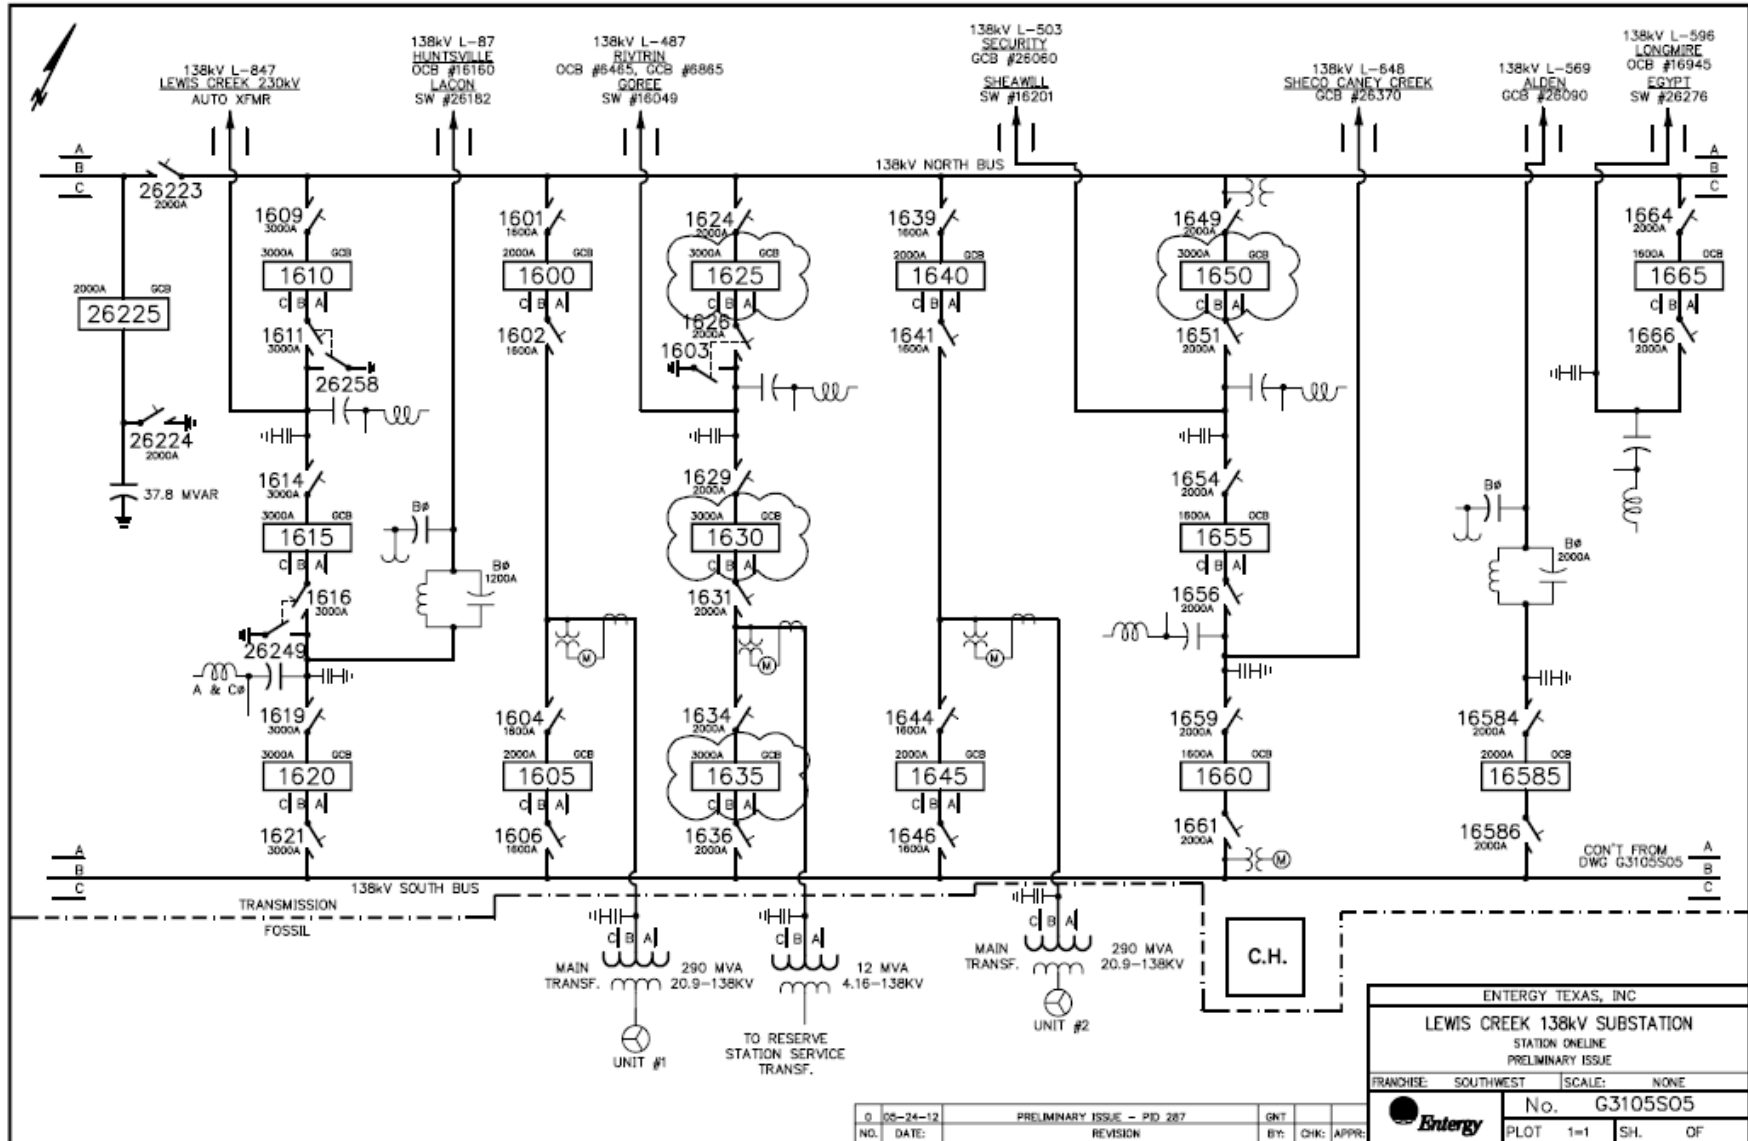 138kV L-847
LEWIS CREEK 230kV
AUTO XFMR
138kV L-87
HUNTSVILLE
OCB #16160
LACON
SW #26182
138kV L-487
RIVTRIN
OCB #6465, GCB #6865
GOREE
SW #16049
138kV L-503
SECURITY
GCB #26060
SHEAWILL
SW #16201
138kV L-648
SHECO CANEY CREEK
GCB #26370
138kV L-569
ALDEN
GCB #26090
138kV L-596
LONGMIRE
OCB #16945
EGYPT
SW #26276
A
B
C
138kV NORTH BUS
A
B
C
26223
2000A
2000A GCB
26225
26224
2000A
37.8 MVAR
1609
3000A
3000A GCB
1610
C B A
1611
3000A
26258
1614
3000A
3000A GCB
1615
C B A
1616
3000A
26249
A & CØ
1619
3000A
3000A GCB
1620
C B A
1621
3000A
BØ
BØ
1200A
1601
1600A
2000A GCB
1600
C B A
1602
1600A
M
1604
1600A
2000A GCB
1605
C B A
1606
1600A
1624
2000A
3000A GCB
1625
C B A
1626
2000A
1603
1629
2000A
3000A GCB
1630
C B A
1631
2000A
M
1634
2000A
3000A GCB
1635
C B A
1636
2000A
1639
1600A
2000A GCB
1640
C B A
1641
1600A
M
1644
1600A
2000A GCB
1645
C B A
1646
1600A
1649
2000A
3000A GCB
1650
C B A
1651
2000A
1654
2000A
1600A OCB
1655
C B A
1656
2000A
1659
2000A
1600A OCB
1660
1661
2000A
M
BØ
BØ
2000A
16584
2000A
2000A OCB
16585
16586
2000A
1664
2000A
1600A OCB
1665
C B A
1666
2000A
A
B
C
138kV SOUTH BUS
CON'T FROM
DWG G3105S05
A
B
C
TRANSMISSION
FOSSIL
C B A
MAIN
TRANSF.
290 MVA
20.9-138KV
UNIT #1
C B A
12 MVA
4.16-138KV
TO RESERVE
STATION SERVICE
TRANSF.
C B A
MAIN
TRANSF.
290 MVA
20.9-138KV
UNIT #2
C.H.
ENTERGY TEXAS, INC
LEWIS CREEK 138kV SUBSTATION
STATION ONELINE
PRELIMINARY ISSUE
FRANCHISE: SOUTHWEST SCALE: NONE
Entergy
No. G3105S05
PLOT 1=1 SH. OF
0 05-24-12 PRELIMINARY ISSUE - PID 287 GNT
NO. DATE: REVISION BY: CHK: APPR: